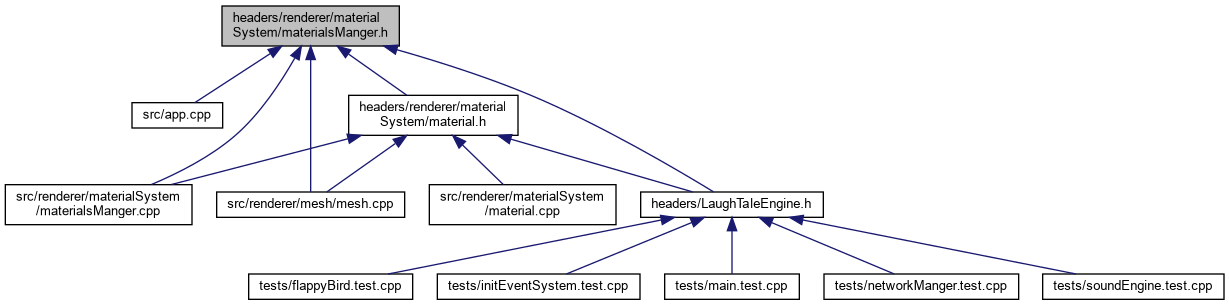 headers/renderer/material
System/materialsManger.h
src/app.cpp
headers/renderer/material
System/material.h
src/renderer/materialSystem
/materialsManger.cpp
src/renderer/mesh/mesh.cpp
src/renderer/materialSystem
/material.cpp
headers/LaughTaleEngine.h
tests/flappyBird.test.cpp
tests/initEventSystem.test.cpp
tests/main.test.cpp
tests/networkManger.test.cpp
tests/soundEngine.test.cpp